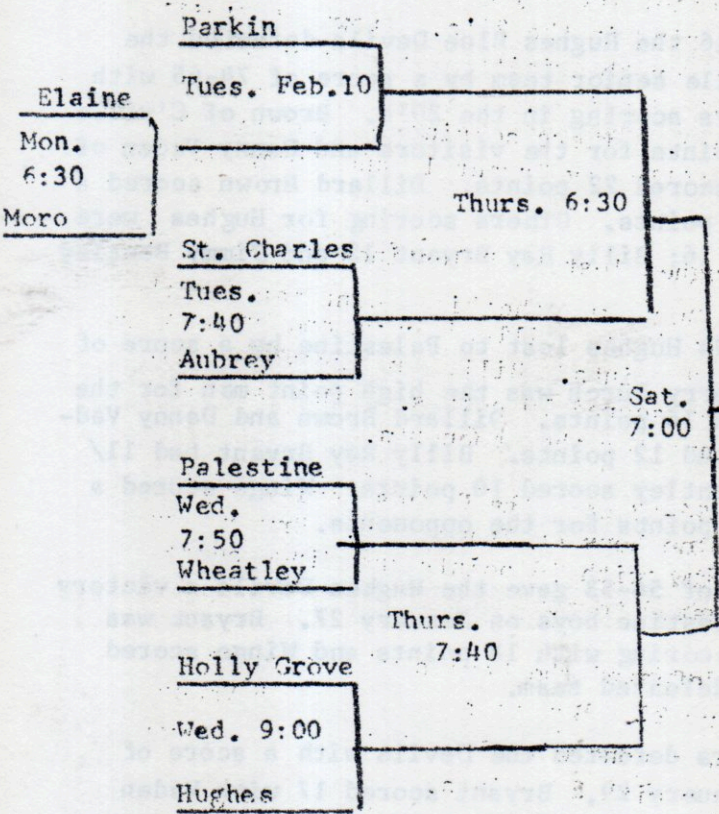 Parkin
Tues. Feb.10
Elaine
Mon.
6:30
Moro
Thurs. 6:30
St. Charles
Tues.
7:40
Aubrey
Sat.
7:00
Palestine
Wed.
7:50
Wheatley
Thurs.
7:40
Holly Grove
Wed. 9:00
Hughes